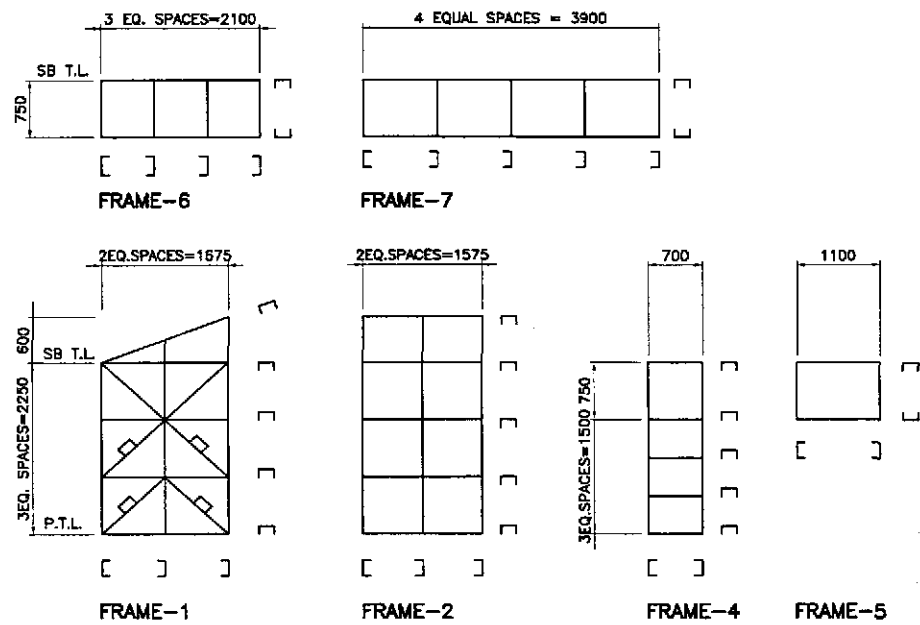 3 EQ. SPACES=2100
4 EQUAL SPACES = 3900
SB T.L.
750
FRAME-6
FRAME-7
2EQ.SPACES=1675
2EQ.SPACES=1575
700
1100
600
SB T.L.
3EQ. SPACES=2250
P.T.L.
3EQ.SPACES=1500
750
FRAME-1
FRAME-2
FRAME-4
FRAME-5